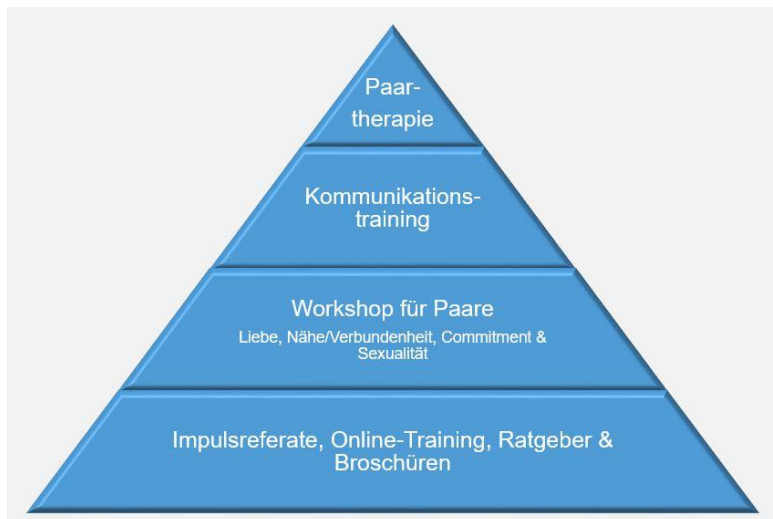 Paar-
therapie
Kommunikations-
training
Workshop für Paare
Liebe, Nähe/Verbundenheit, Commitment &
Sexualität
Impulsreferate, Online-Training, Ratgeber &
Broschüren